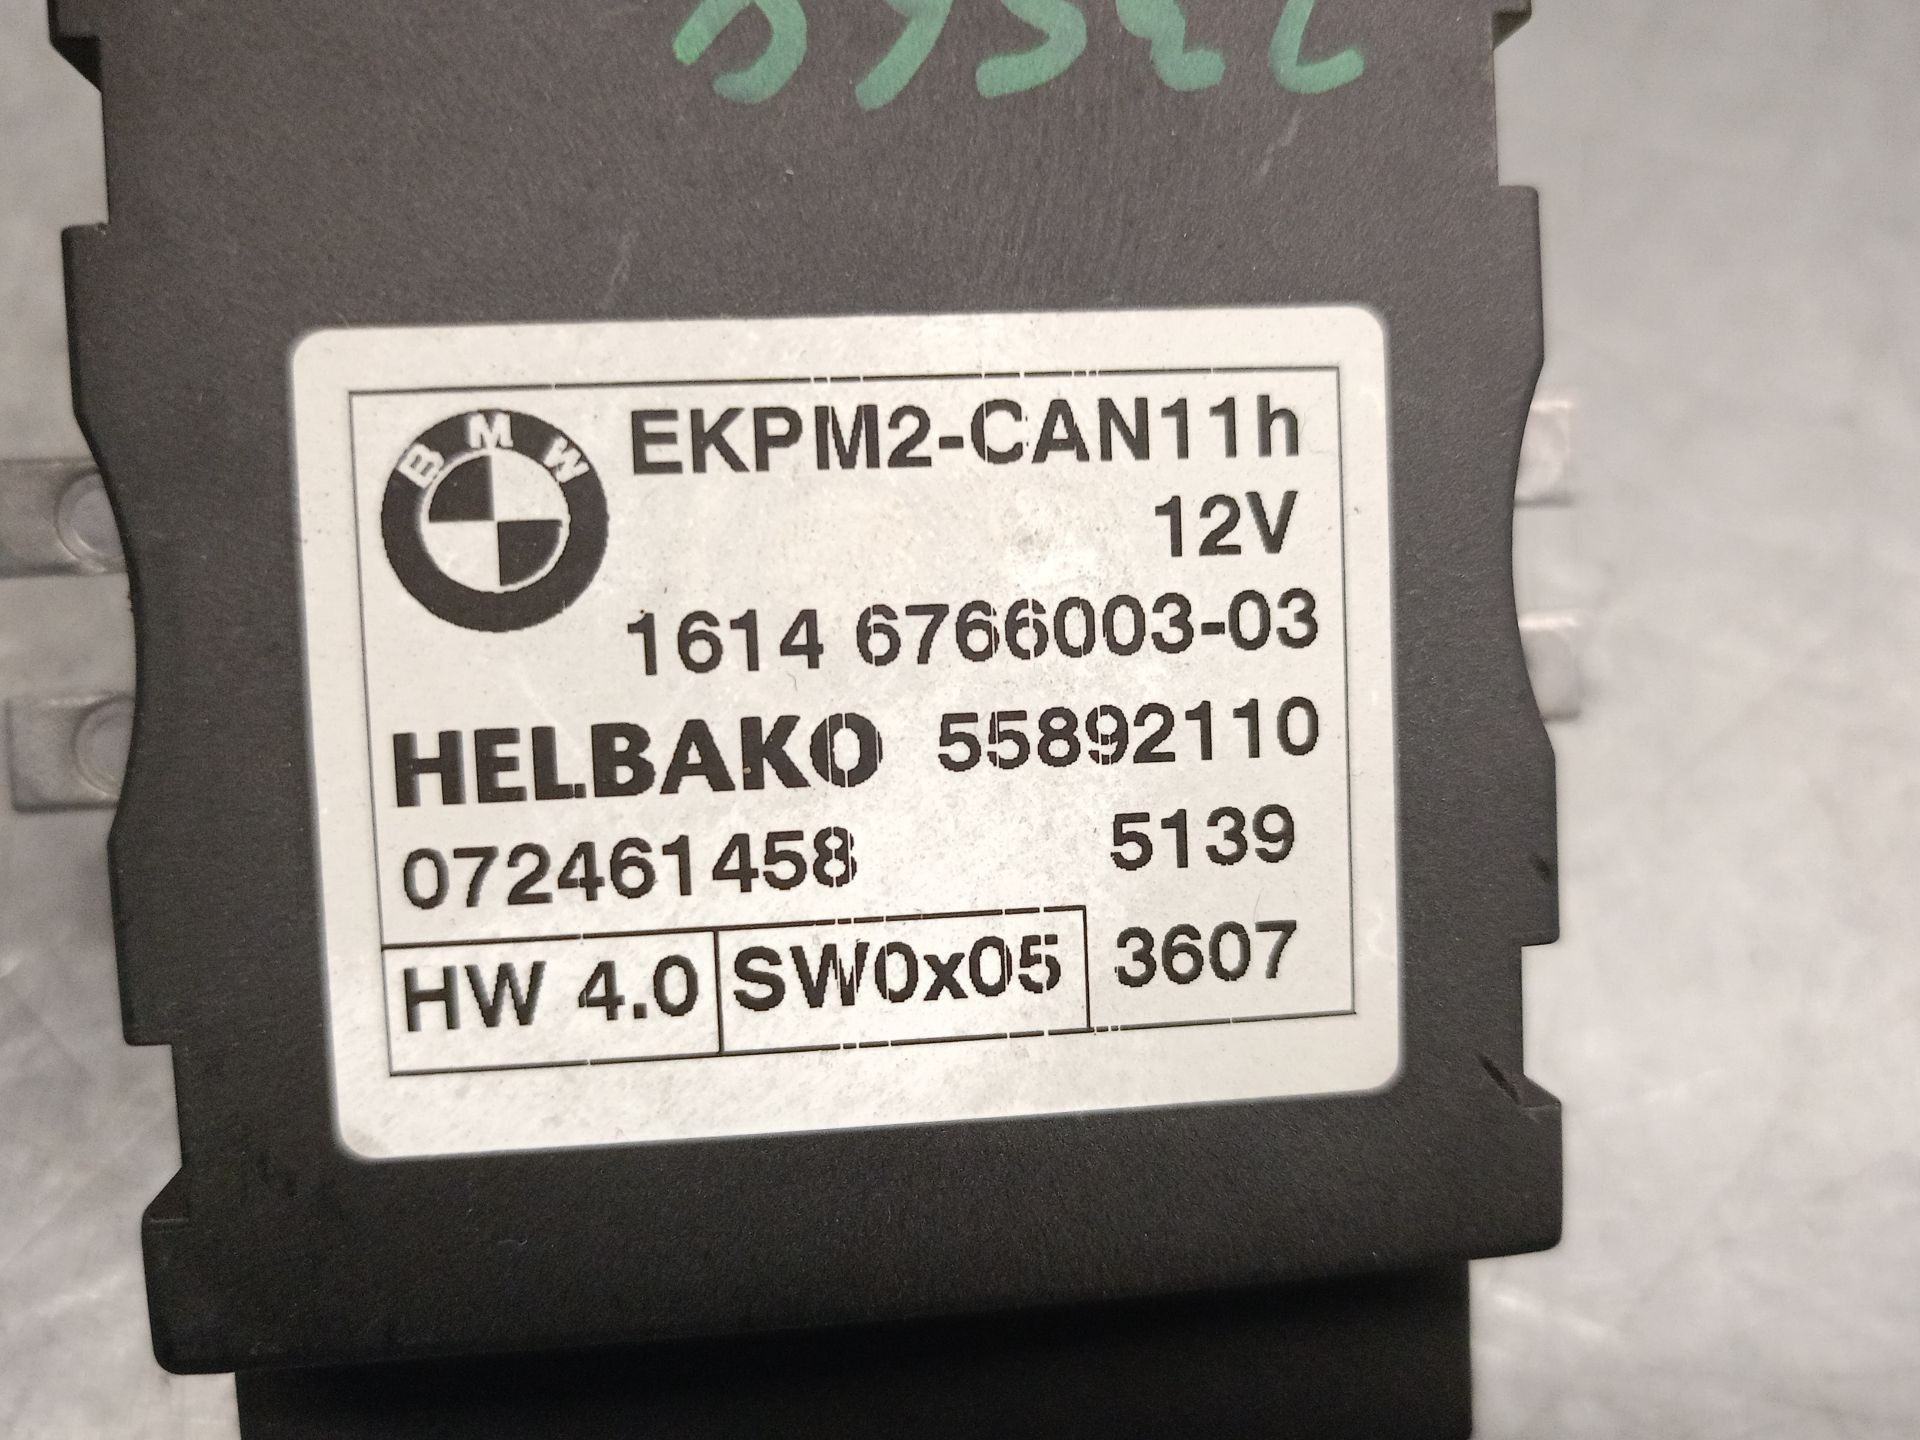 BMW
EKPM2-CAN11h
12V
1614 6766003-03
HELBAKO 55892110
072461458 5139
HW 4.0 SW0x05 3607